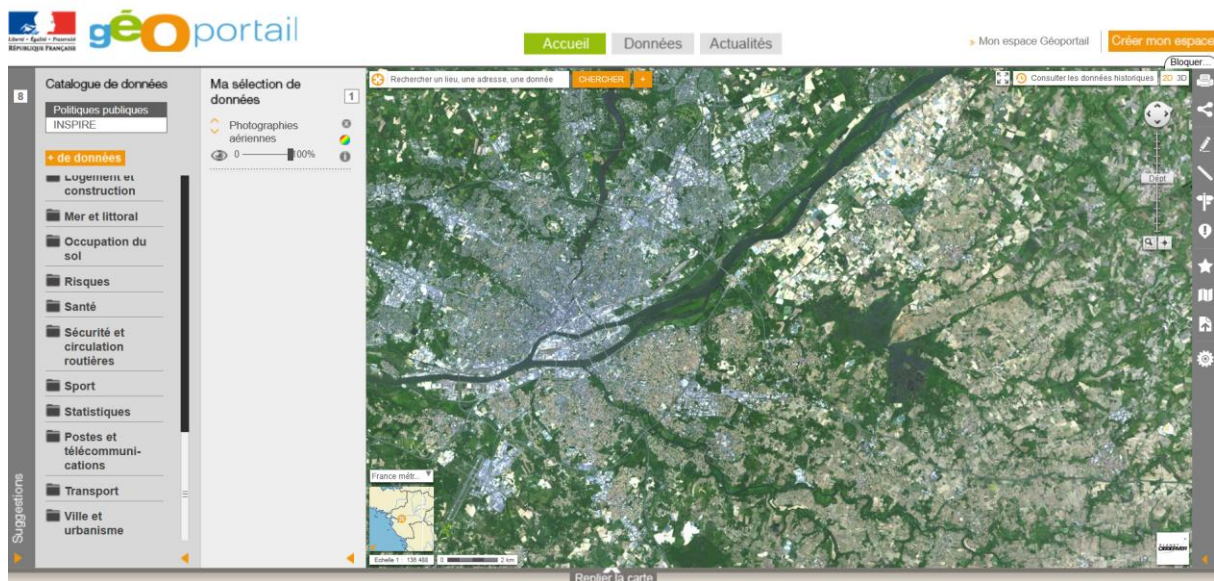 Liberté • Égalité • Fraternité
RÉPUBLIQUE FRANÇAISE
géOportail
Accueil
Données
Actualités
Mon espace Géoportail
Créer mon espace
Bloquer...
8
Catalogue de données
Politiques publiques
INSPIRE
+ de données
Logement et
construction
Mer et littoral
Occupation du
sol
Risques
Santé
Sécurité et
circulation
routières
Sport
Statistiques
Postes et
télécommuni-
cations
Transport
Ville et
urbanisme
Suggestions
Ma sélection de
données
1
Photographies
aériennes
0
100%
Rechercher un lieu, une adresse, une donnée
CHERCHER
+
Consulter les données historiques
2D 3D
Dépt
France métr...
Echelle 1 : 136 468
0
2 km
Replier la carte